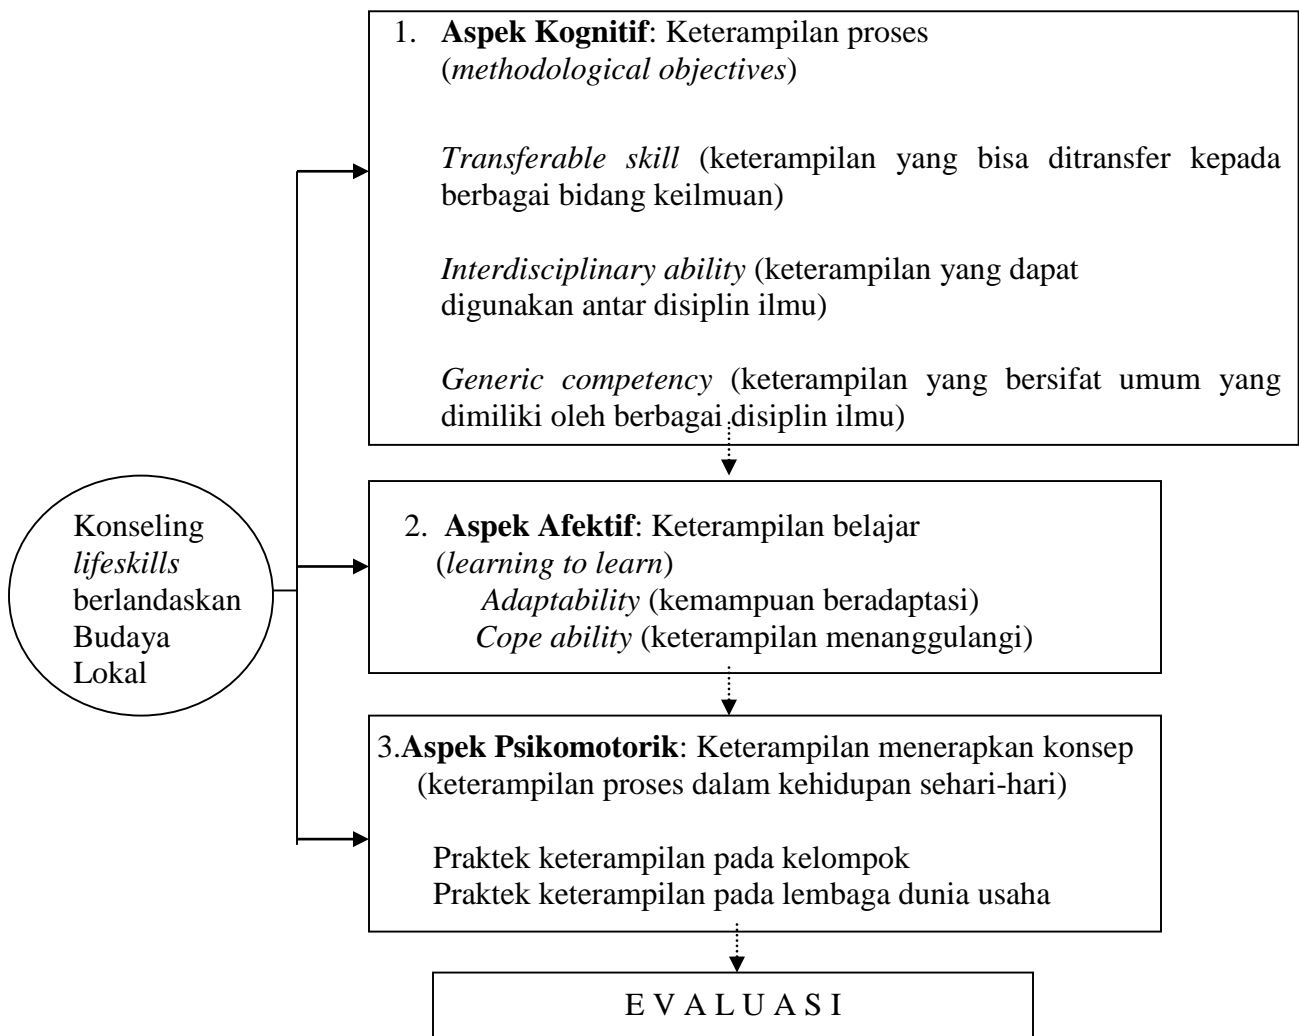 1. Aspek Kognitif: Keterampilan proses
(methodological objectives)
Transferable skill (keterampilan yang bisa ditransfer kepada
berbagai bidang keilmuan)
Interdisciplinary ability (keterampilan yang dapat
digunakan antar disiplin ilmu)
Generic competency (keterampilan yang bersifat umum yang
dimiliki oleh berbagai disiplin ilmu)
Konseling
lifeskills
berlandaskan
Budaya
Lokal
2. Aspek Afektif: Keterampilan belajar
(learning to learn)
Adaptability (kemampuan beradaptasi)
Cope ability (keterampilan menanggulangi)
3.Aspek Psikomotorik: Keterampilan menerapkan konsep
(keterampilan proses dalam kehidupan sehari-hari)
Praktek keterampilan pada kelompok
Praktek keterampilan pada lembaga dunia usaha
E V A L U A S I